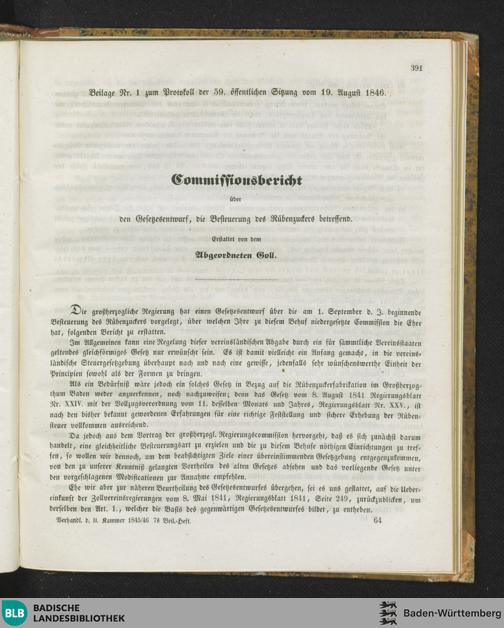 391
Beilage Nr. 1 zum Protokoll der 59. öffentlichen Sitzung vom 19. August 1846.
Commissionsbericht
über
den Gesetzesentwurf, die Besteuerung des Rübenzuckers betreffend.
Erstattet von dem
Abgeordneten Goll.
Die großherzogliche Regierung hat einen Gesetzesentwurf über die am 1. September d. J. beginnende
Besteuerung des Rübenzuckers vorgelegt, über welchen Ihre zu diesem Behuf niedergesetzte Commission die Ehre
hat, folgenden Bericht zu erstatten.
Im Allgemeinen kann eine Regelung dieser vereinsländischen Abgabe durch ein für sämmtliche Vereinsstaaten
geltendes gleichförmiges Gesetz nur erwünscht sein. Es ist damit vielleicht ein Anfang gemacht, in die vereins-
ländische Steuergesetzgebung überhaupt nach und nach eine gewisse, jedenfalls sehr wünschenswerthe Einheit der
Principien sowohl als der Formen zu bringen.
Als ein Bedürfniß wäre jedoch ein solches Gesetz in Bezug auf die Rübenzuckerfabrikation im Großherzog-
thum Baden weder anzuerkennen, noch nachzuweisen, denn das Gesetz vom 8. August 1841 Regierungsblatt
Nr. XXIV. mit der Vollzugsverordnung vom 11. desselben Monats und Jahres, Regierungsblatt Nr. XXV., ist
nach den bisher bekannt gewordenen Erfahrungen für eine richtige Feststellung und sichere Erhebung der Rüben-
steuer vollkommen ausreichend.
Da jedoch aus dem Vortrag der großherzogl. Regierungscommission hervorgeht, daß es sich zunächst darum
handelt, eine gleichheitliche Besteuerungsart zu erzielen und die zu diesem Behufe nöthigen Einrichtungen zu tref-
fen, so wollen wir dennoch, um dem beabsichtigten Ziele einer übereinstimmenden Gesetzgebung entgegenzukommen,
von den zu unserer Kenntniß gelangten Vortheilen des alten Gesetzes absehen und das vorliegende Gesetz unter
den vorgeschlagenen Modificationen zur Annahme empfehlen.
Ehe wir aber zur näheren Beurtheilung des Gesetzesentwurfes übergehen, sei es uns gestattet, auf die Ueber-
einkunft der Zollvereinsregierungen vom 8. Mai 1841, Regierungsblatt 1841, Seite 249, zurückzublicken, um
derselben den Art. 1., welcher die Basis des gegenwärtigen Gesetzesentwurfes bildet, zu entheben.
Verhandl. d. II. Kammer 1845/46 78 Beil.-Heft. 64
BLB BADISCHE
LANDESBIBLIOTHEK
Baden-Württemberg